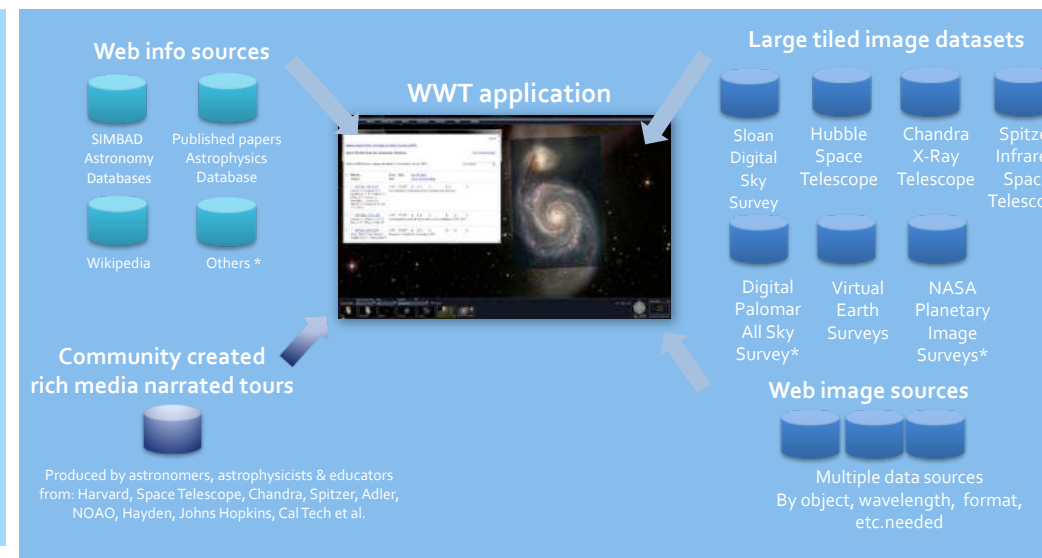 Web info sources
SIMBAD
Astronomy
Databases
Published papers
Astrophysics
Database
Wikipedia
Others *
WWT application
Large tiled image datasets
Sloan
Digital
Sky
Survey
Hubble
Space
Telescope
Chandra
X-Ray
Telescope
Digital
Palomar
All Sky
Survey*
Virtual
Earth
Surveys
NASA
Planetary
Image
Surveys*
Community created
rich media narrated tours
Produced by astronomers, astrophysicists & educators
from: Harvard, Space Telescope, Chandra, Spitzer, Adler,
NOAO, Hayden, Johns Hopkins, Cal Tech et al.
Web image sources
Multiple data sources
By object, wavelength, format,
etc.needed